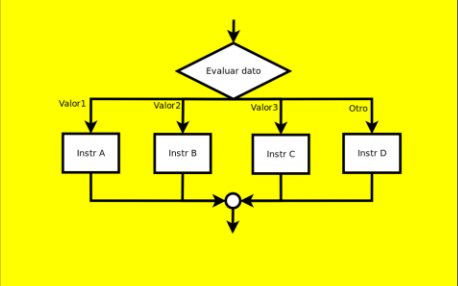 Evaluar dato
Valor1
Valor2
Valor3
Otro
Instr A
Instr B
Instr C
Instr D